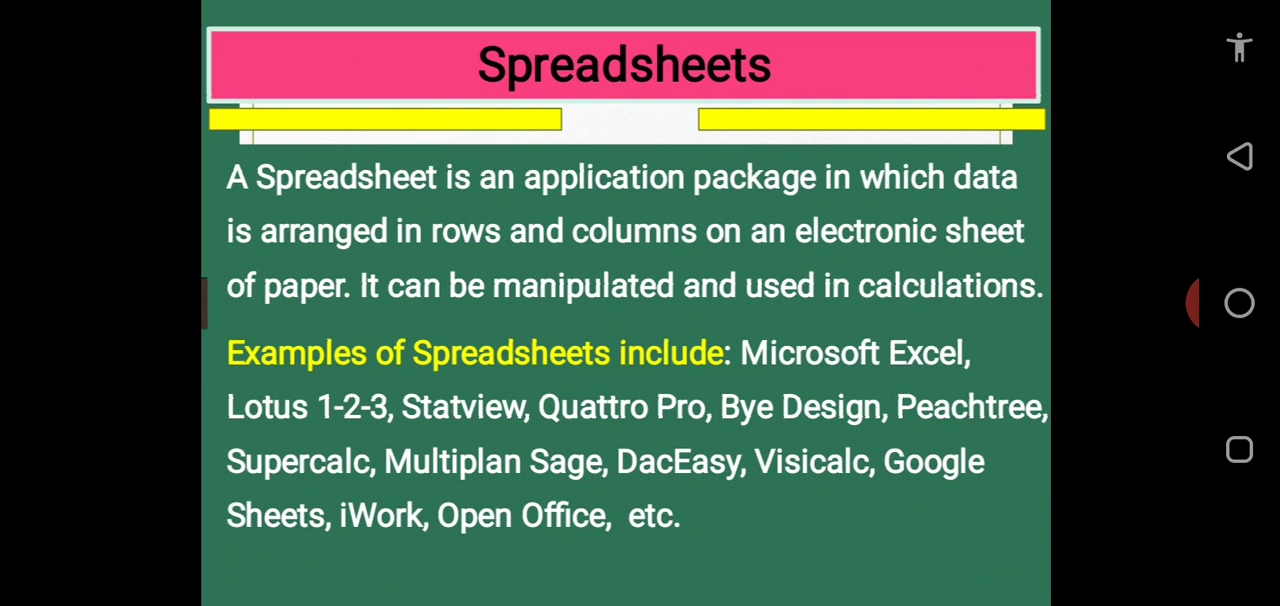 Spreadsheets
A Spreadsheet is an application package in which data
is arranged in rows and columns on an electronic sheet
of paper. It can be manipulated and used in calculations.
Examples of Spreadsheets include: Microsoft Excel,
Lotus 1-2-3, Statview, Quattro Pro, Bye Design, Peachtree,
Supercalc, Multiplan Sage, DacEasy, Visicalc, Google
Sheets, iWork, Open Office, etc.